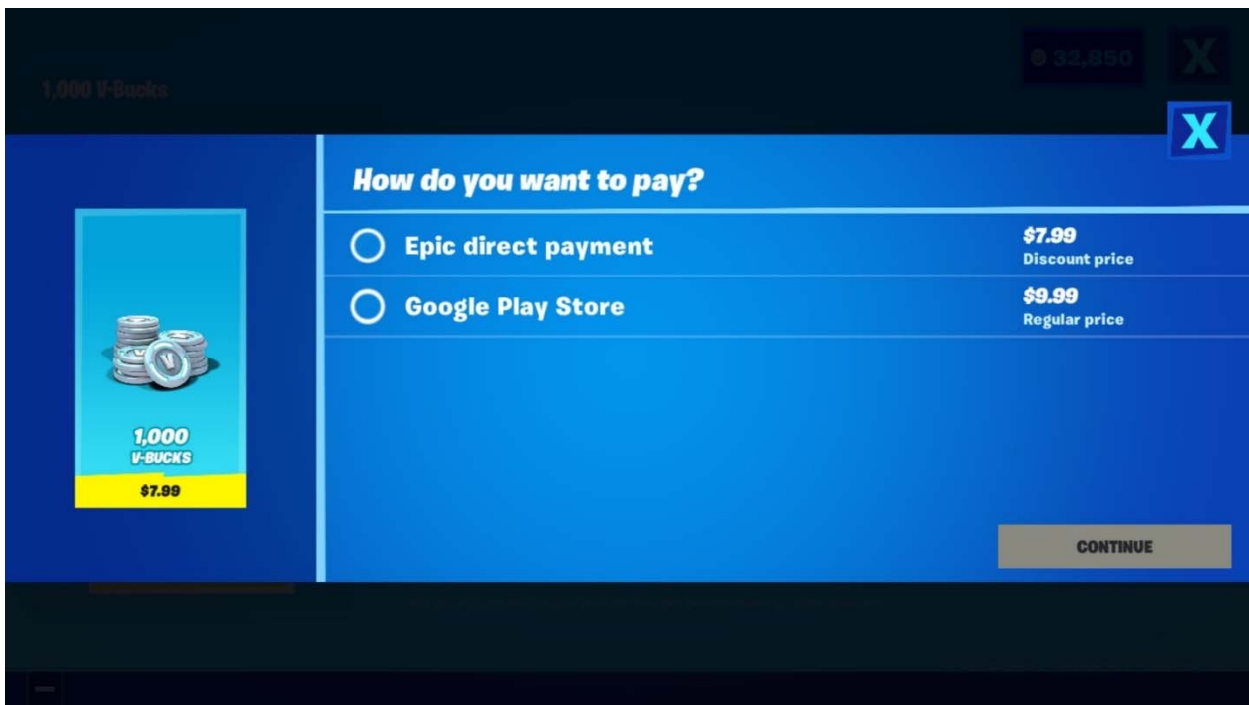 32,850
X
1,000 V-Bucks
X
How do you want to pay?
Epic direct payment
$7.99
Discount price
Google Play Store
$9.99
Regular price
1,000
V-BUCKS
$7.99
CONTINUE